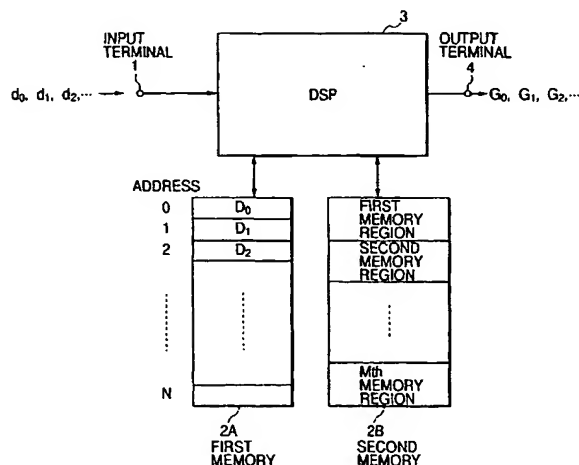 3
INPUT
TERMINAL
1
OUTPUT
TERMINAL
4
d0, d1, d2,...
DSP
G0, G1, G2,...
ADDRESS
0
D0
1
D1
2
D2
N
FIRST
MEMORY
REGION
SECOND
MEMORY
REGION
Mth
MEMORY
REGION
2A
FIRST
MEMORY
2B
SECOND
MEMORY